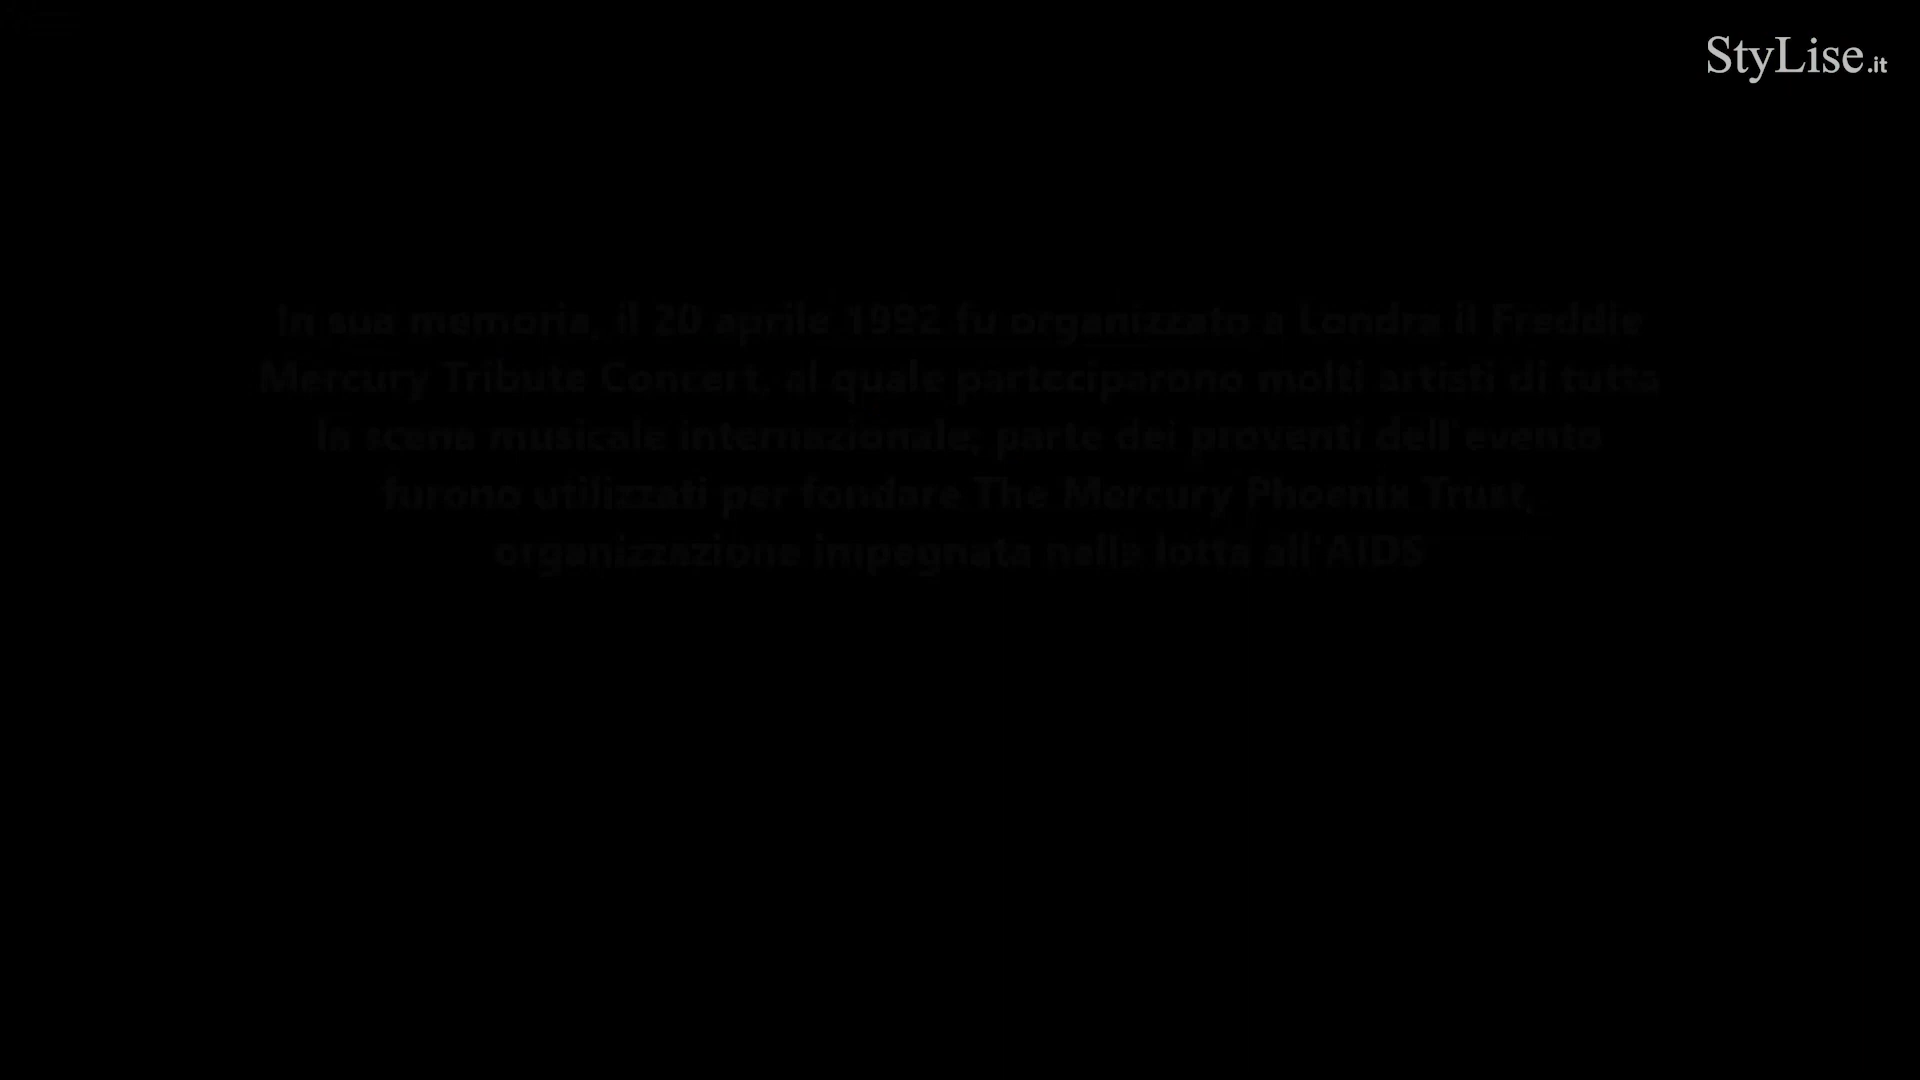 StyLise.it
In sua memoria, il 20 aprile 1992 fu organizzato a Londra il Freddie
Mercury Tribute Concert, al quale parteciparono molti artisti di tutta
la scena musicale internazionale; parte dei proventi dell'evento
furono utilizzati per fondare The Mercury Phoenix Trust,
organizzazione impegnata nella lotta all'AIDS